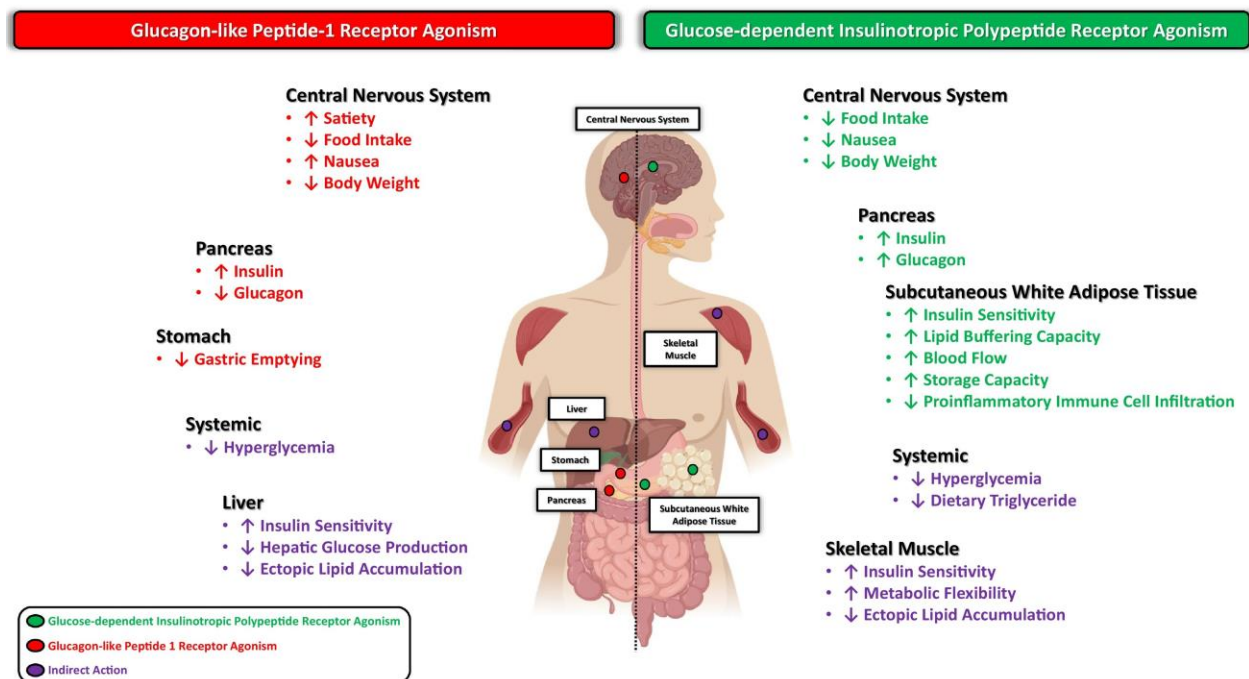 Glucagon-like Peptide-1 Receptor Agonism
Glucose-dependent Insulinotropic Polypeptide Receptor Agonism
Central Nervous System
• ↑ Satiety
• ↓ Food Intake
• ↑ Nausea
• ↓ Body Weight
Pancreas
• ↑ Insulin
• ↓ Glucagon
Stomach
• ↓ Gastric Emptying
Systemic
• ↓ Hyperglycemia
Liver
• ↑ Insulin Sensitivity
• ↓ Hepatic Glucose Production
• ↓ Ectopic Lipid Accumulation
Central Nervous System
Skeletal
Muscle
Liver
Stomach
Pancreas
Subcutaneous White
Adipose Tissue
Central Nervous System
• ↓ Food Intake
• ↓ Nausea
• ↓ Body Weight
Pancreas
• ↑ Insulin
• ↑ Glucagon
Subcutaneous White Adipose Tissue
• ↑ Insulin Sensitivity
• ↑ Lipid Buffering Capacity
• ↑ Blood Flow
• ↑ Storage Capacity
• ↓ Proinflammatory Immune Cell Infiltration
Systemic
• ↓ Hyperglycemia
• ↓ Dietary Triglyceride
Skeletal Muscle
• ↑ Insulin Sensitivity
• ↑ Metabolic Flexibility
• ↓ Ectopic Lipid Accumulation
Glucose-dependent Insulinotropic Polypeptide Receptor Agonism
Glucagon-like Peptide 1 Receptor Agonism
Indirect Action